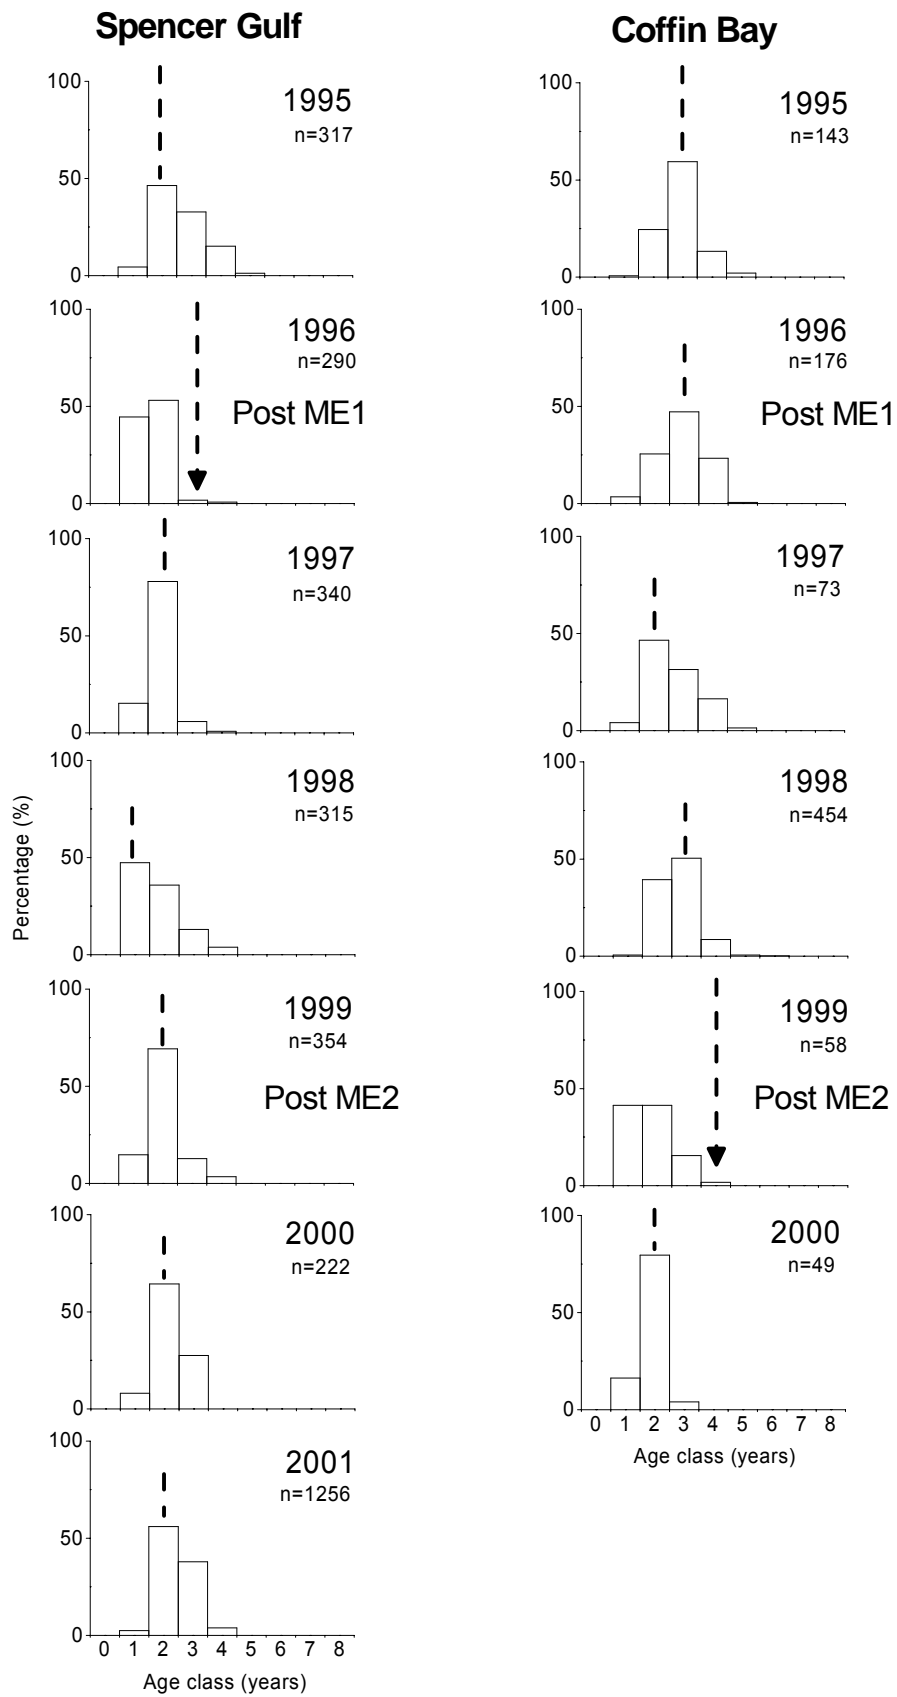 Spencer Gulf
Coffin Bay
100
50
0
1995
n=317
100
50
0
1995
n=143
100
50
0
1996
n=290
Post ME1
100
50
0
1996
n=176
Post ME1
100
50
0
1997
n=340
100
50
0
1997
n=73
Percentage (%)
100
50
0
1998
n=315
100
50
0
1998
n=454
100
50
0
1999
n=354
Post ME2
100
50
0
1999
n=58
Post ME2
100
50
0
2000
n=222
100
50
0
2000
n=49
0 1 2 3 4 5 6 7 8
Age class (years)
100
50
0
2001
n=1256
0 1 2 3 4 5 6 7 8
Age class (years)